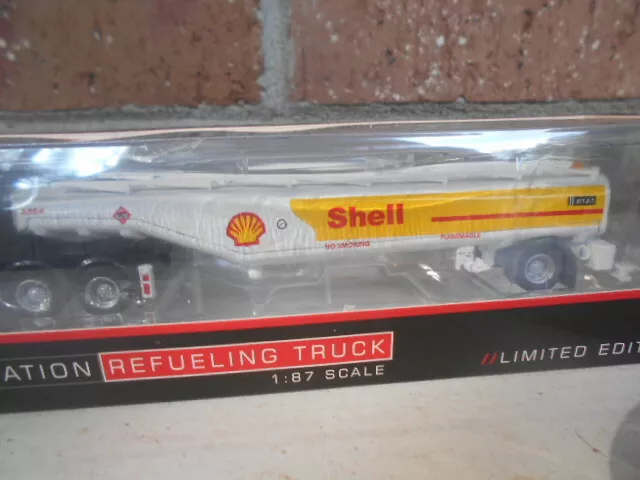 Shell
NO SMOKING
FLAMMABLE
ATION REFUELING TRUCK
1:87 SCALE
//LIMITED EDIT